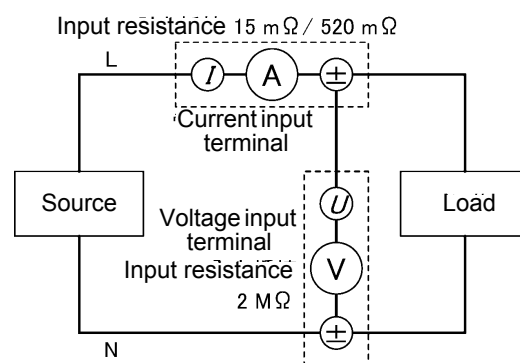 Input resistance 15 mΩ / 520 mΩ
L
I
A
±
Current input
terminal
Source
Voltage input
terminal
Input resistance
2 MΩ
U
V
±
Load
N